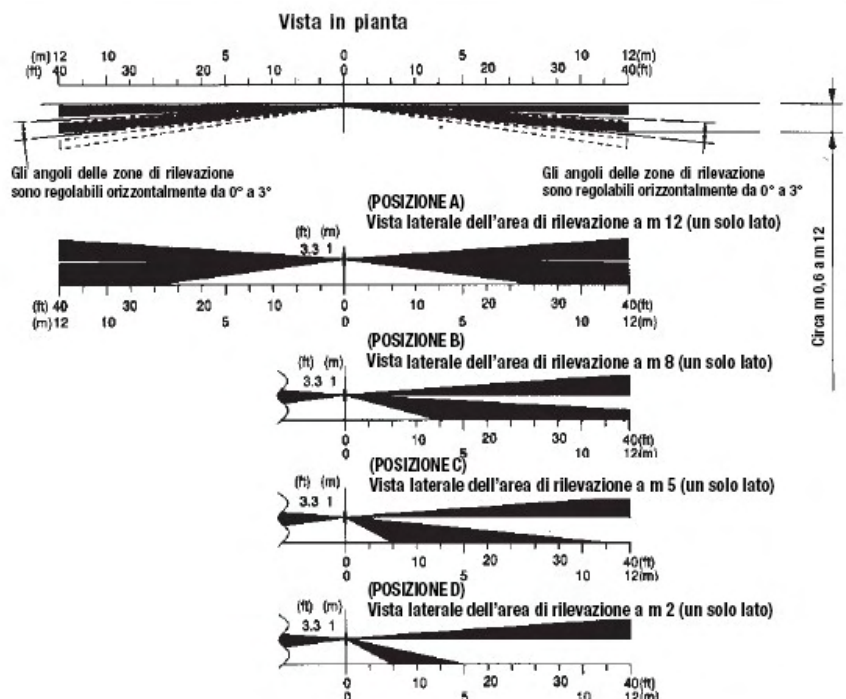 Vista in pianta
(m) 12 10 5 0 5 10 12(m)
(ft) 40 30 20 10 0 10 20 30 40(ft)
Gli angoli delle zone di rilevazione
sono regolabili orizzontalmente da 0° a 3°
Gli angoli delle zone di rilevazione
sono regolabili orizzontalmente da 0° a 3°
Circa m 0,6 a m 12
(POSIZIONE A)
Vista laterale dell'area di rilevazione a m 12 (un solo lato)
(ft) (m)
3.3 1
(ft) 40 30 20 10 0 10 20 30 40(ft)
(m) 12 10 5 0 5 10 12(m)
(POSIZIONE B)
Vista laterale dell'area di rilevazione a m 8 (un solo lato)
(ft) (m)
3.3 1
0 10 20 30 40(ft)
0 5 10 12(m)
(POSIZIONE C)
Vista laterale dell'area di rilevazione a m 5 (un solo lato)
(ft) (m)
3.3 1
0 10 20 30 40(ft)
0 5 10 12(m)
(POSIZIONE D)
Vista laterale dell'area di rilevazione a m 2 (un solo lato)
(ft) (m)
3.3 1
0 10 20 30 40(ft)
0 5 10 12(m)